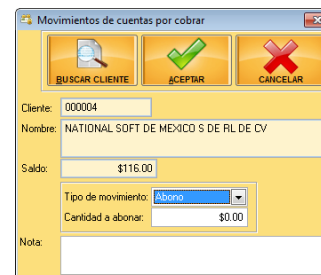 Movimientos de cuentas por cobrar
BUSCAR CLIENTE ACEPTAR CANCELAR
Cliente: 000004
Nombre: NATIONAL SOFT DE MEXICO S DE RL DE CV
Saldo: $116.00
Tipo de movimiento: Abono
Cantidad a abonar: $0.00
Nota: